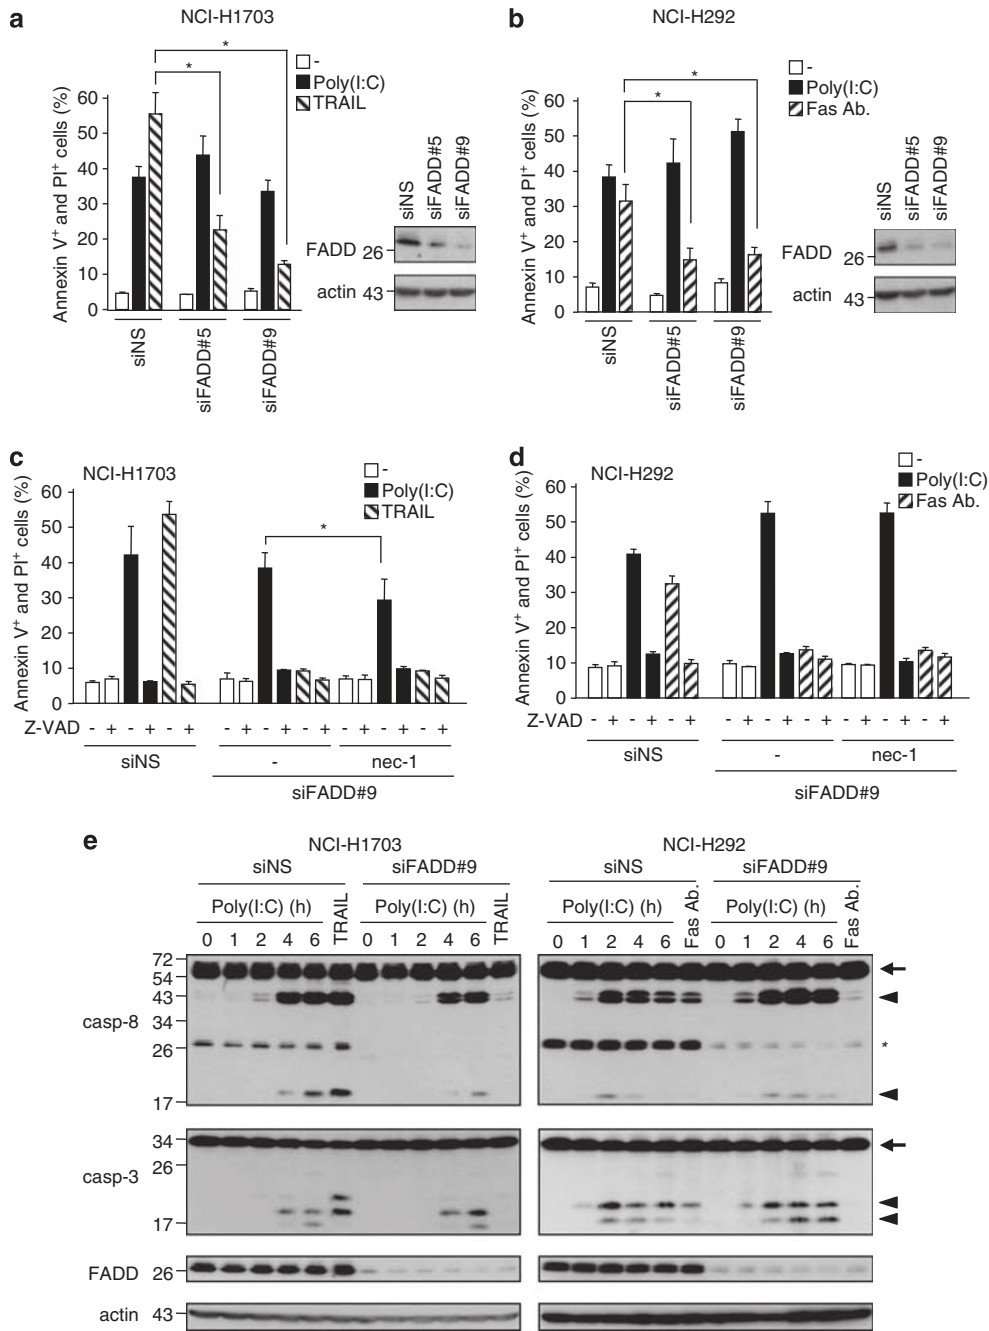 a
NCI-H1703
*
*
-
Poly(I:C)
TRAIL
Annexin V+ and PI+ cells (%)
60
50
40
30
20
10
0
siNS
siFADD#5
siFADD#9
siNS
siFADD#5
siFADD#9
FADD
26
actin
43
b
NCI-H292
*
*
-
Poly(I:C)
Fas Ab.
Annexin V+ and PI+ cells (%)
60
50
40
30
20
10
0
siNS
siFADD#5
siFADD#9
siNS
siFADD#5
siFADD#9
FADD
26
actin
43
c
NCI-H1703
-
Poly(I:C)
TRAIL
*
Annexin V+ and PI+ cells (%)
60
50
40
30
20
10
0
Z-VAD - + - + - + - + - + - + - + - + - +
siNS
-
nec-1
siFADD#9
d
NCI-H292
-
Poly(I:C)
Fas Ab.
Annexin V+ and PI+ cells (%)
60
50
40
30
20
10
0
Z-VAD - + - + - + - + - + - + - + - + - +
siNS
-
nec-1
siFADD#9
e
NCI-H1703
siNS
siFADD#9
Poly(I:C) (h)
TRAIL
Poly(I:C) (h)
TRAIL
0 1 2 4 6 0 1 2 4 6
NCI-H292
siNS
siFADD#9
Poly(I:C) (h)
Fas Ab.
Poly(I:C) (h)
Fas Ab.
0 1 2 4 6 0 1 2 4 6
casp-8
72
54
43
34
26
17
*
casp-3
34
26
17
FADD
26
actin
43